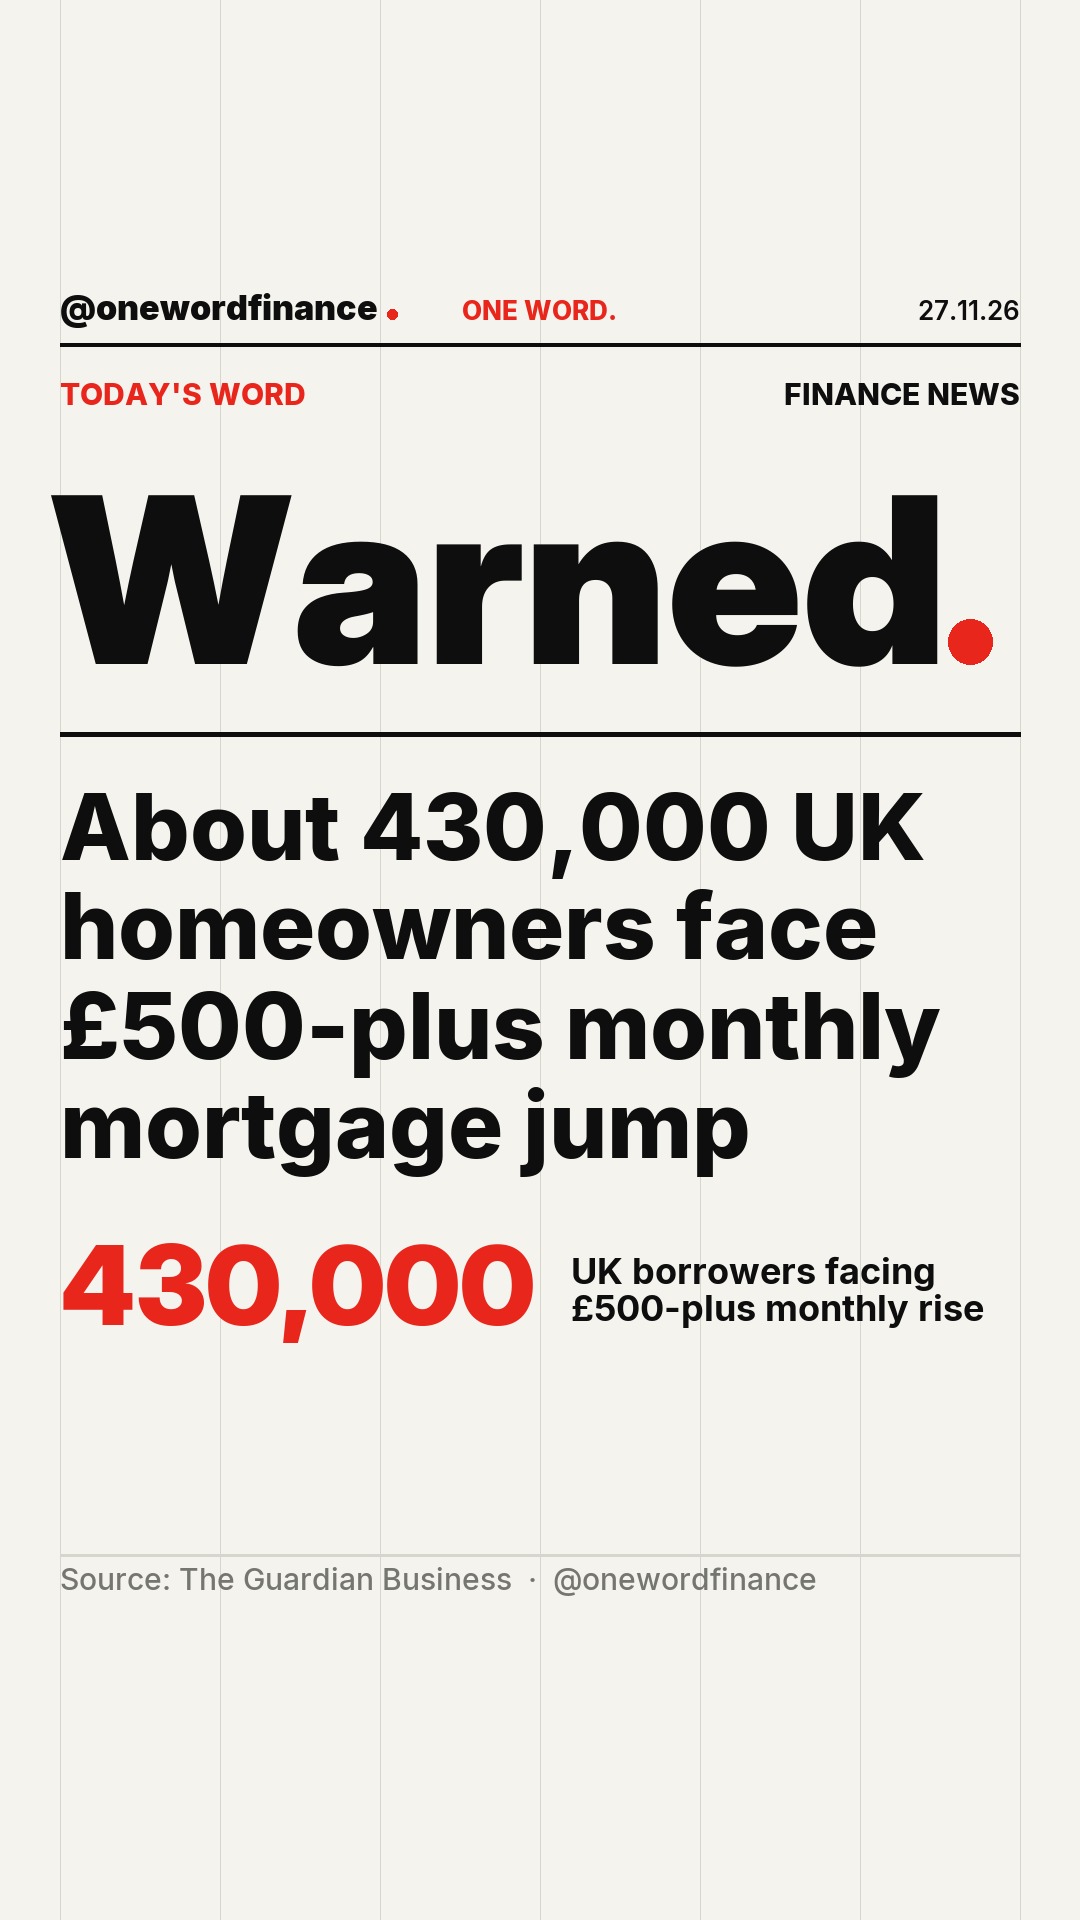 @onewordfinance. ONE WORD. 27.11.26
TODAY'S WORD FINANCE NEWS
Warned.
About 430,000 UK
homeowners face
£500-plus monthly
mortgage jump
430,000
UK borrowers facing
£500-plus monthly rise
Source: The Guardian Business · @onewordfinance